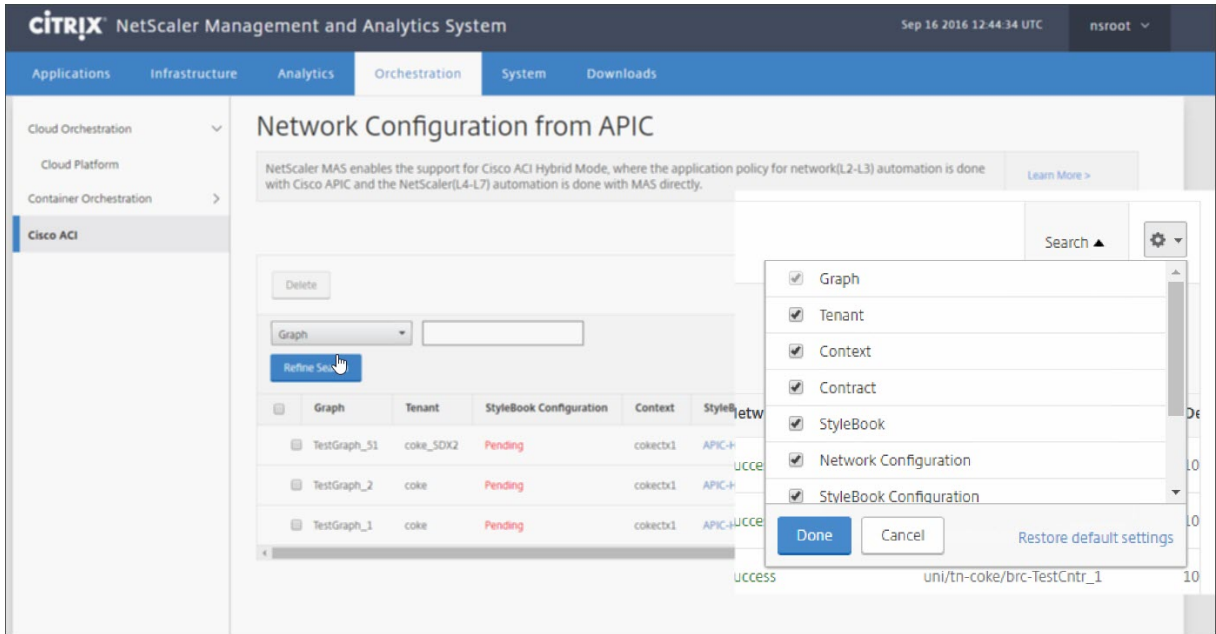 CİTRIX NetScaler Management and Analytics System
Sep 16 2016 12:44:34 UTC
nsroot
Applications Infrastructure Analytics Orchestration System Downloads
Cloud Orchestration
Cloud Platform
Container Orchestration
Cisco ACI
Network Configuration from APIC
NetScaler MAS enables the support for Cisco ACI Hybrid Mode, where the application policy for network(L2-L3) automation is done
with Cisco APIC and the NetScaler(L4-L7) automation is done with MAS directly.
Learn More >
Delete
Graph
Refine
Graph Tenant StyleBook Configuration Context
TestGraph_51 coke_SDX2 Pending cokectx1
TestGraph_2 coke Pending cokectx1
TestGraph_1 coke Pending cokectx1
Search
Graph
Tenant
Context
Contract
StyleBook
Network Configuration
StyleBook Configuration
Done Cancel Restore default settings
uccess uni/tn-coke/brc-TestCntr_1 10